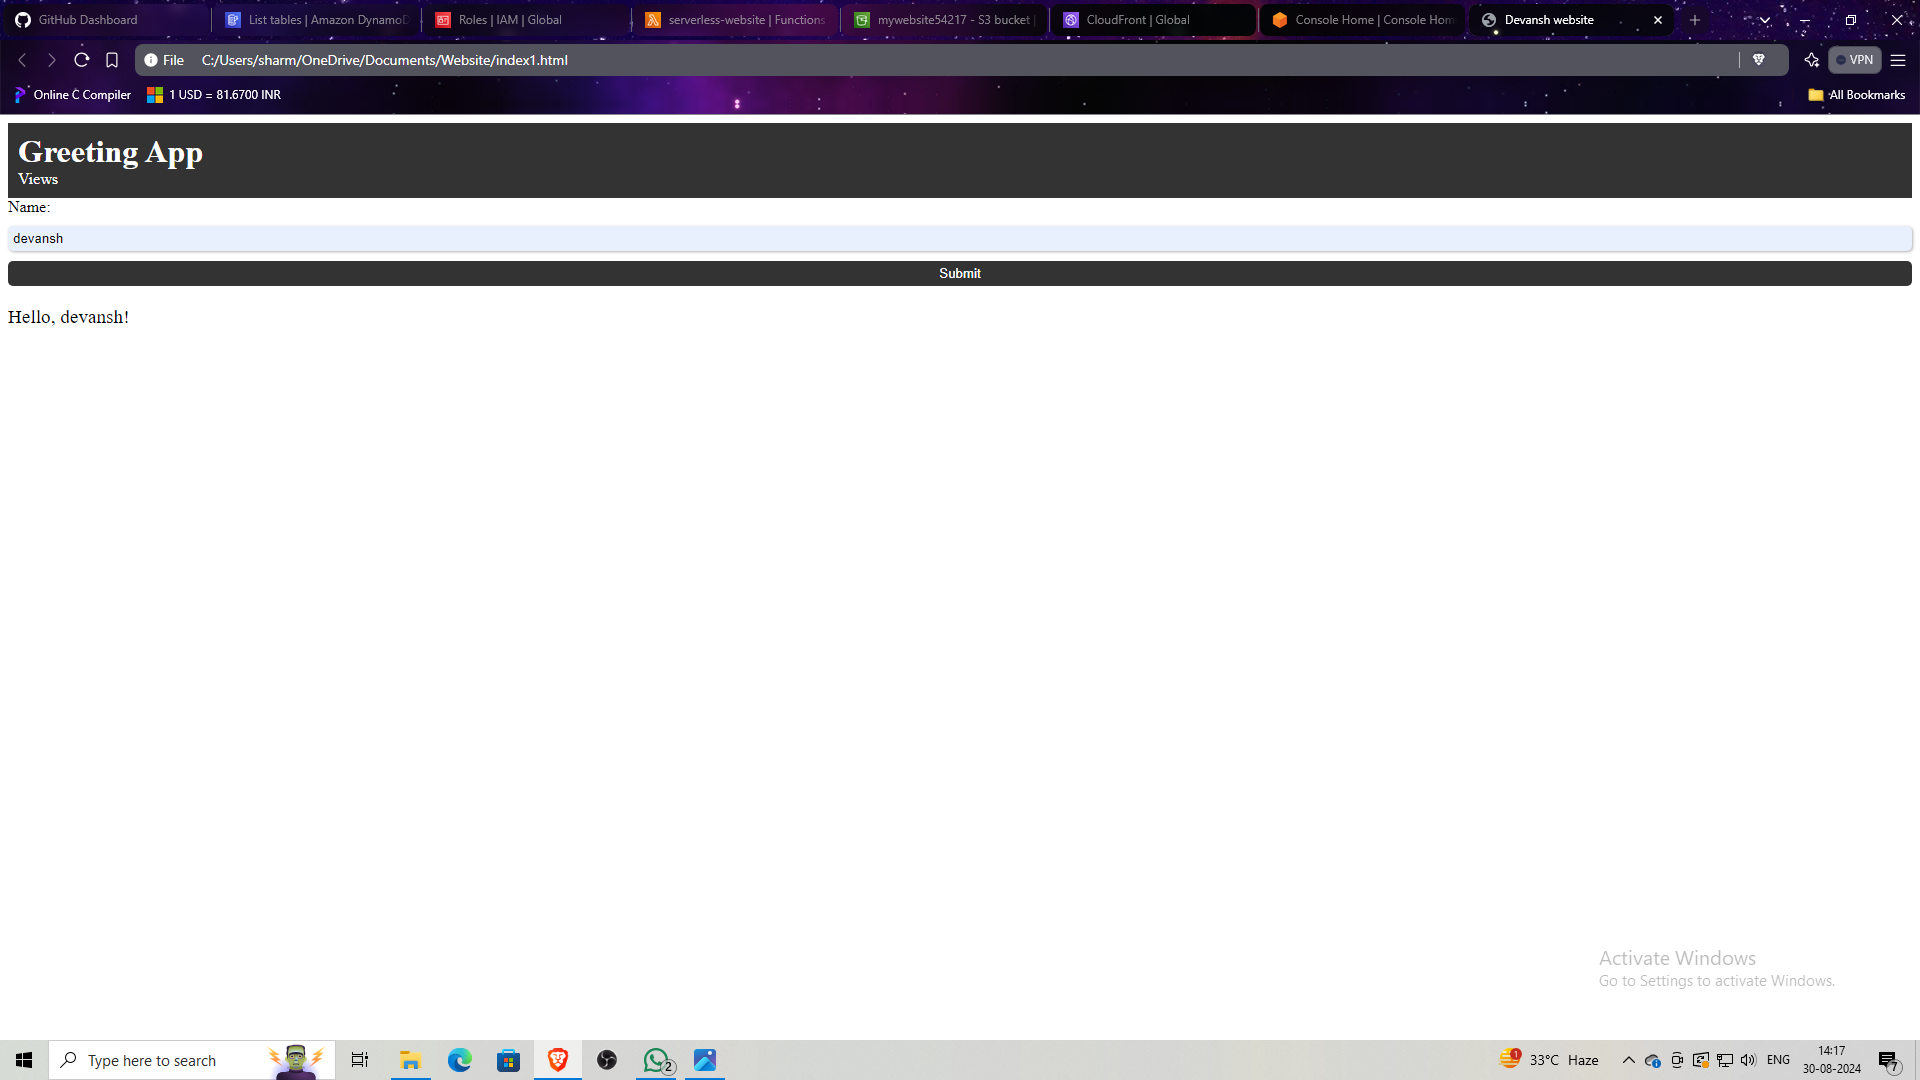 GitHub Dashboard
List tables | Amazon DynamoD
Roles | IAM | Global
serverless-website | Functions
mywebsite54217 - S3 bucket |
CloudFront | Global
Console Home | Console Hom
Devansh website
File C:/Users/sharm/OneDrive/Documents/Website/index1.html
VPN
Online C Compiler
1 USD = 81.6700 INR
All Bookmarks
Greeting App
Views
Name:
devansh
Submit
Hello, devansh!
Activate Windows
Go to Settings to activate Windows.
Type here to search
2
1
33°C Haze
ENG
14:17
30-08-2024
7